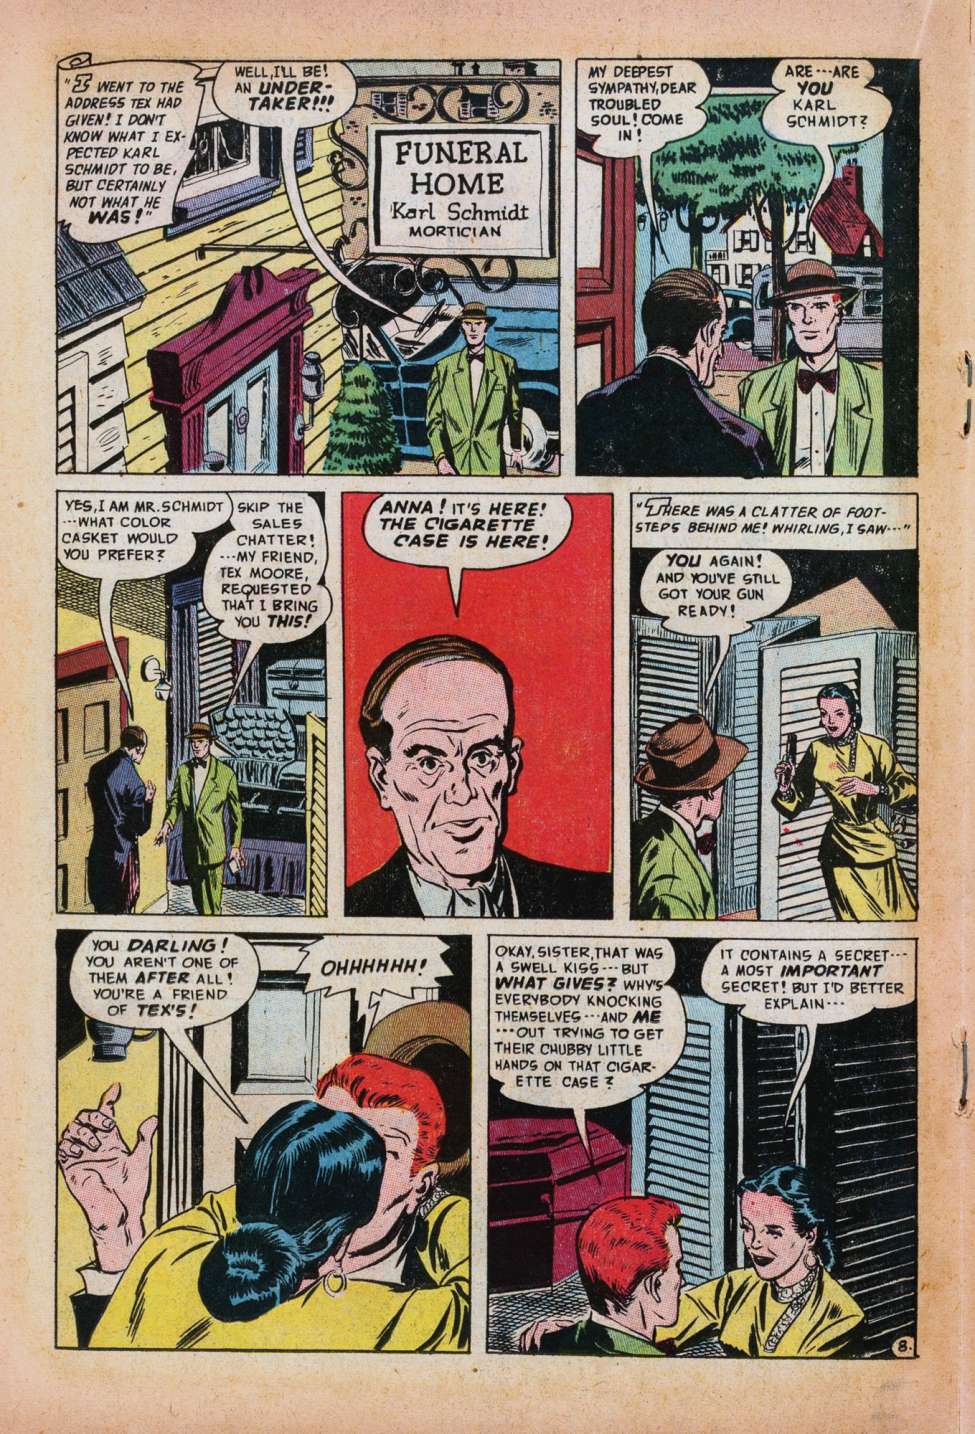 "I WENT TO THE
ADDRESS TEX HAD
GIVEN! I DON'T
KNOW WHAT I EX-
PECTED KARL
SCHMIDT TO BE,
BUT CERTAINLY
NOT WHAT HE
WAS!"
WELL, I'LL BE!
AN UNDER-
TAKER!!!
FUNERAL
HOME
Karl Schmidt
MORTICIAN
MY DEEPEST
SYMPATHY, DEAR
TROUBLED
SOUL! COME
IN!
ARE---ARE
YOU
KARL
SCHMIDT?
YES, I AM MR. SCHMIDT
---WHAT COLOR
CASKET WOULD
YOU PREFER?
SKIP THE
SALES
CHATTER!
---MY FRIEND,
TEX MOORE,
REQUESTED
THAT I BRING
YOU THIS!
ANNA! IT'S HERE!
THE CIGARETTE
CASE IS HERE!
"THERE WAS A CLATTER OF FOOT-
STEPS BEHIND ME! WHIRLING, I SAW---"
YOU AGAIN!
AND YOU'VE STILL
GOT YOUR GUN
READY!
YOU DARLING!
YOU AREN'T ONE OF
THEM AFTER ALL!
YOU'RE A FRIEND
OF TEX'S!
OHHHHHH!
OKAY, SISTER, THAT WAS
A SWELL KISS---BUT
WHAT GIVES? WHY'S
EVERYBODY KNOCKING
THEMSELVES---AND ME
---OUT TRYING TO GET
THEIR CHUBBY LITTLE
HANDS ON THAT CIGAR-
ETTE CASE?
IT CONTAINS A SECRET---
A MOST IMPORTANT
SECRET! BUT I'D BETTER
EXPLAIN---
8.